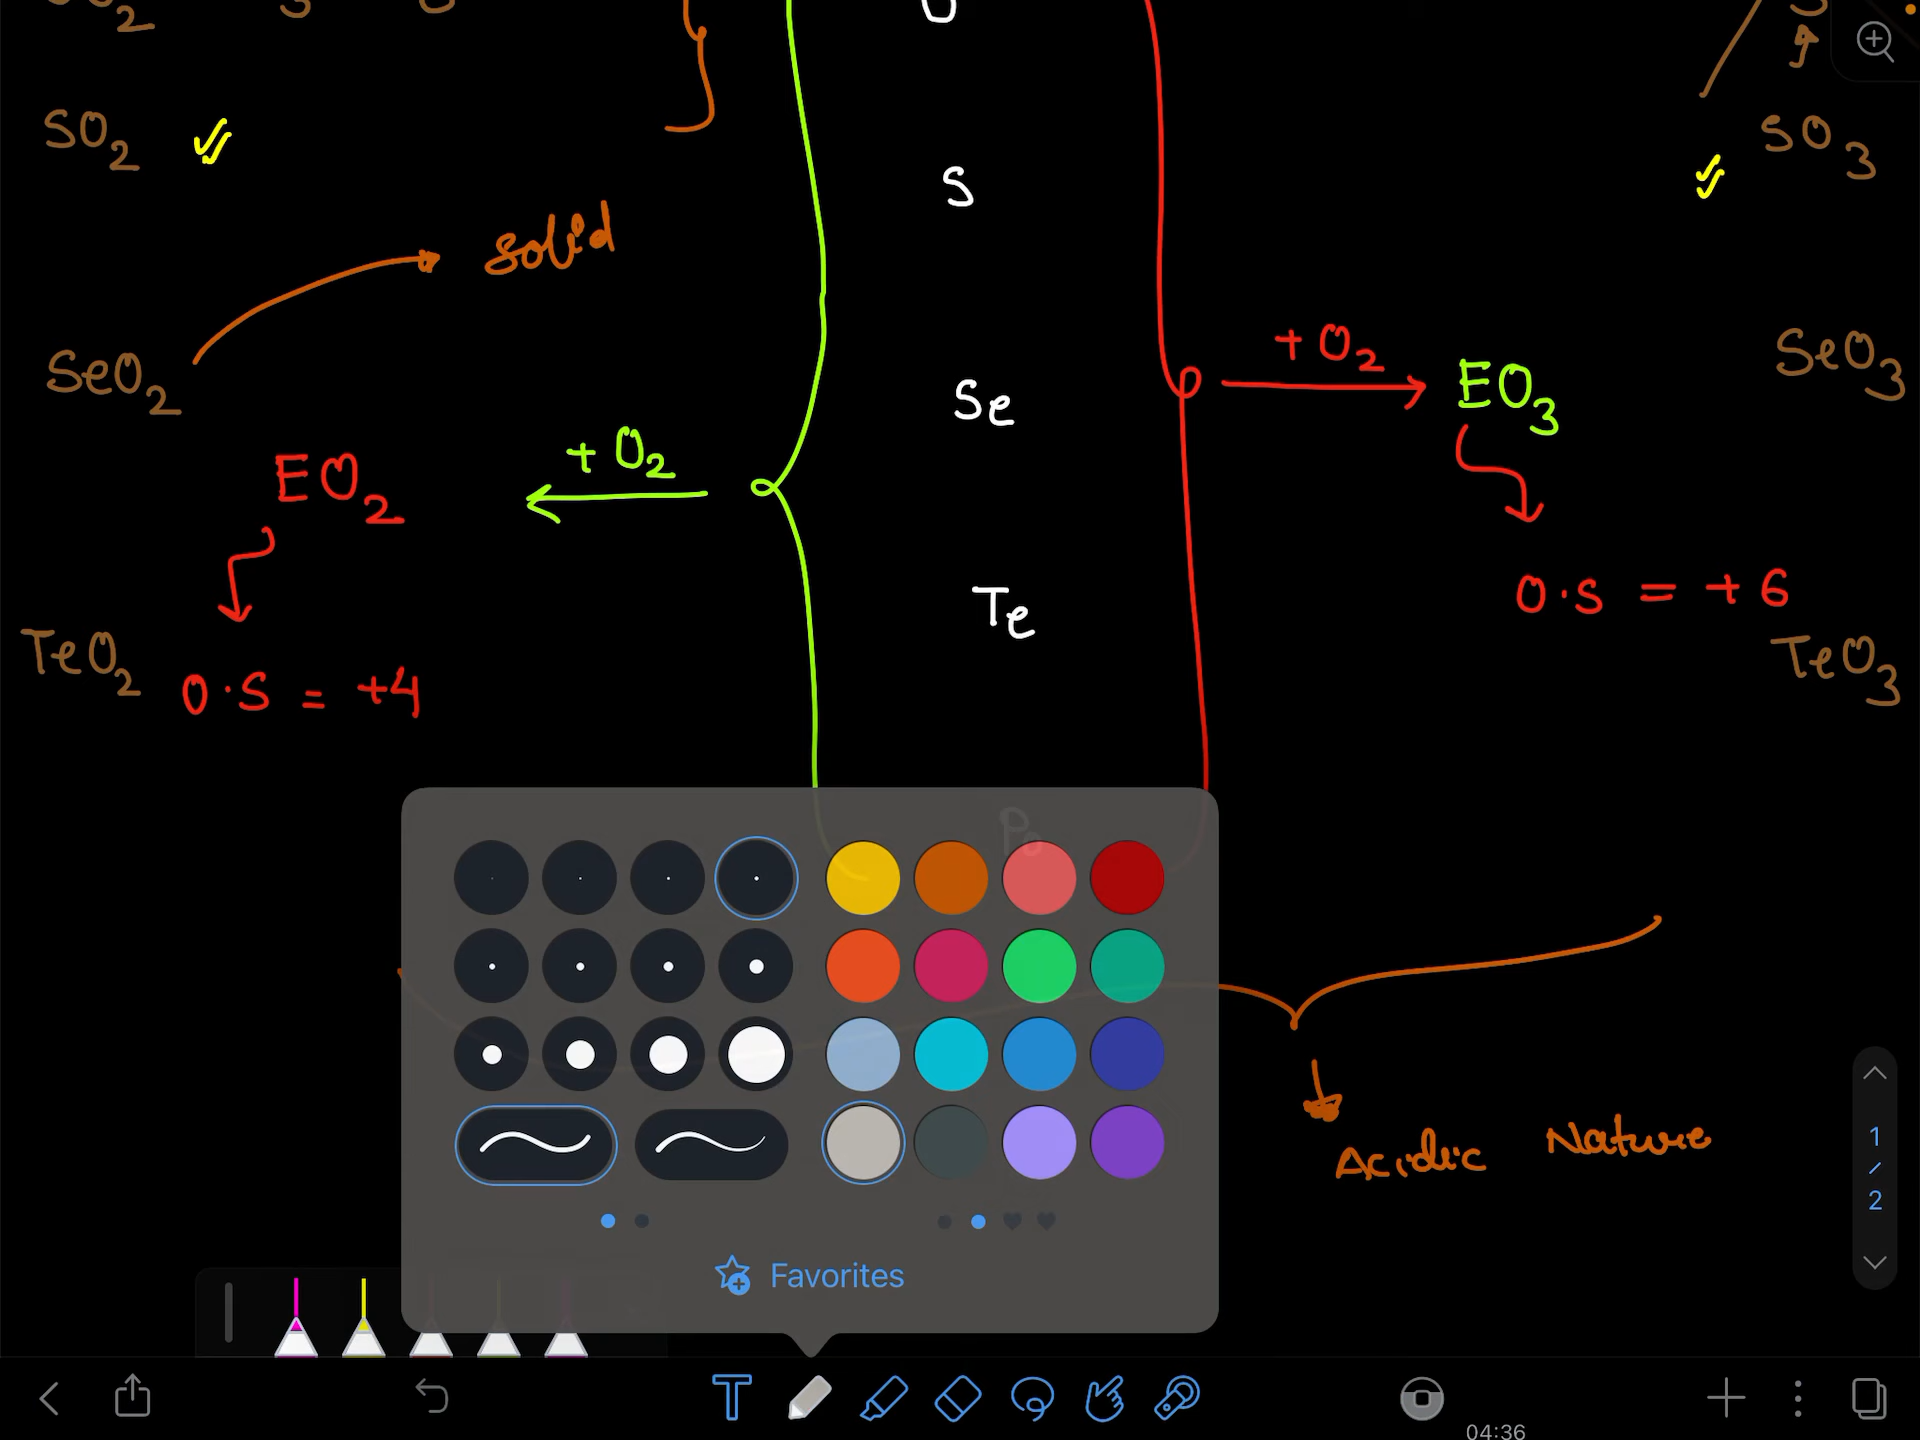 SO₂
S
SO₃
solid
SeO₂
Se
+ O₂
EO₃
SeO₃
EO₂
+ O₂
Te
O.S = +6
TeO₂
O.S = +4
TeO₃
Po
Acidic Nature
1
/
2
Favorites
T
04:36